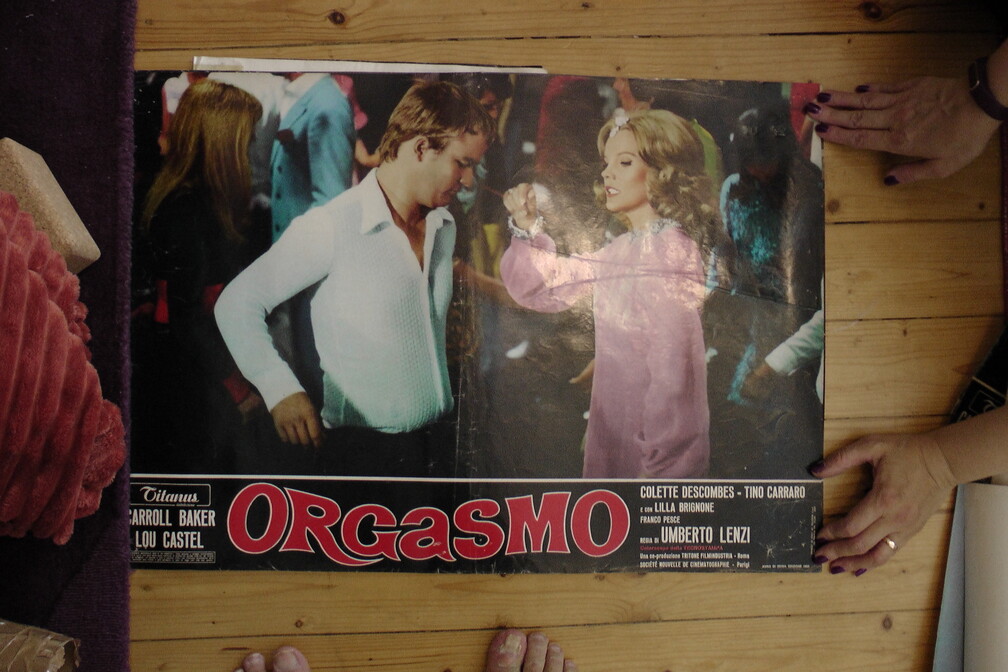 Titanus
CARROLL BAKER
LOU CASTEL
ORGASMO
COLETTE DESCOMBES - TINO CARRARO
E CON LILLA BRIGNONE
FRANCO PESCE
REGIA DI UMBERTO LENZI
Una co-produzione TRITONE FILMINDUSTRIA - Roma
SOCIÉTÉ NOUVELLE DE CINEMATOGRAPHIE - Parigi